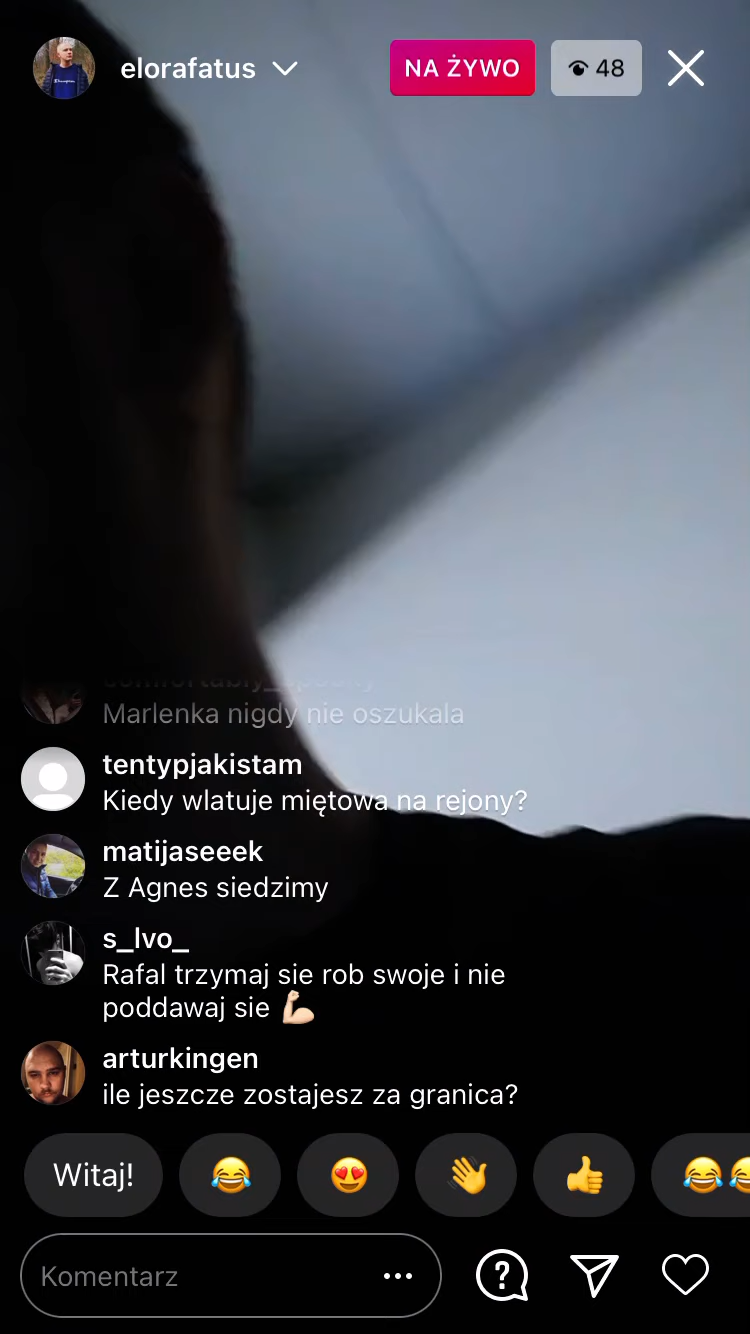 elorafatus
NA ŻYWO
48
Marlenka nigdy nie oszukala
tentypjakistam
Kiedy wlatuje miętowa na rejony?
matijaseeek
Z Agnes siedzimy
s_lvo_
Rafal trzymaj sie rob swoje i nie
poddawaj sie 💪🏻
arturkingen
ile jeszcze zostajesz za granica?
Witaj!
Komentarz